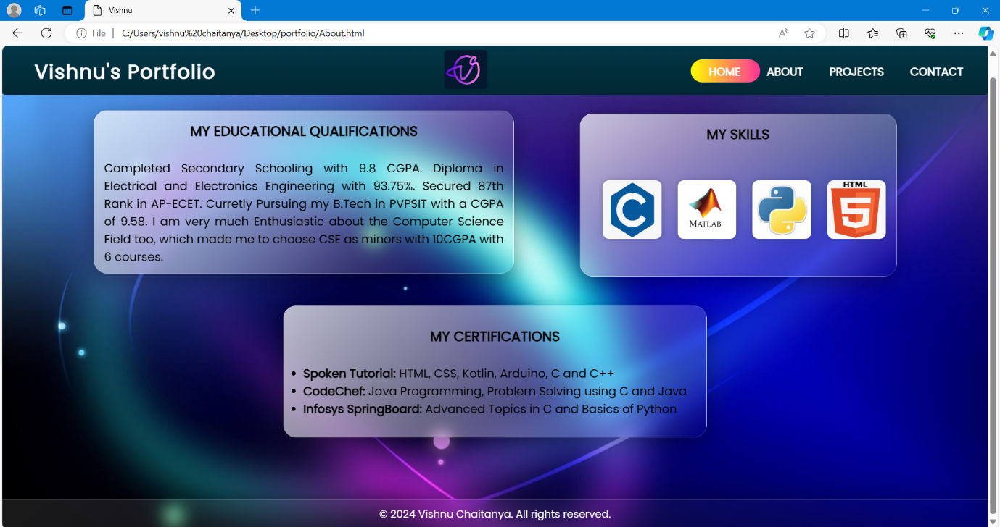 Vishnu
File | C:/Users/vishnu%20chaitanya/Desktop/portfolio/About.html
Vishnu's Portfolio
HOME ABOUT PROJECTS CONTACT
MY EDUCATIONAL QUALIFICATIONS
Completed Secondary Schooling with 9.8 CGPA. Diploma in
Electrical and Electronics Engineering with 93.75%. Secured 87th
Rank in AP-ECET. Curretly Pursuing my B.Tech in PVPSIT with a CGPA
of 9.58. I am very much Enthusiastic about the Computer Science
Field too, which made me to choose CSE as minors with 10CGPA with
6 courses.
MY SKILLS
C
MATLAB
HTML
5
MY CERTIFICATIONS
Spoken Tutorial: HTML, CSS, Kotlin, Arduino, C and C++
CodeChef: Java Programming, Problem Solving using C and Java
Infosys SpringBoard: Advanced Topics in C and Basics of Python
© 2024 Vishnu Chaitanya. All rights reserved.